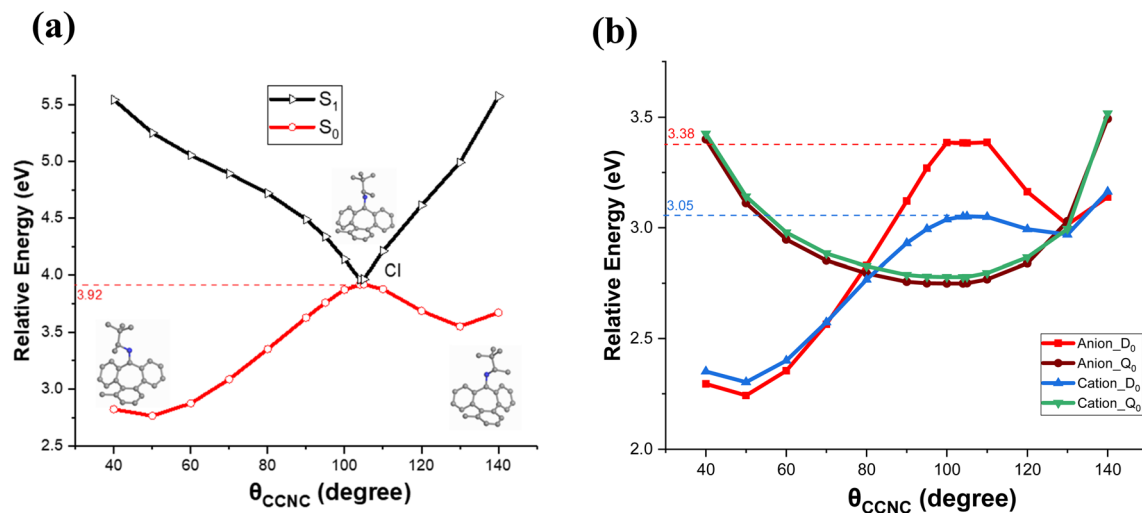 (a)
Relative Energy (eV)
5.5
5.0
4.5
4.0
3.5
3.0
2.5
S₁
S₀
CI
3.92
40 60 80 100 120 140
θCCNC (degree)
(b)
Relative Energy (eV)
3.5
3.0
2.5
2.0
3.38
3.05
Anion_D₀
Anion_Q₀
Cation_D₀
Cation_Q₀
40 60 80 100 120 140
θCCNC (degree)